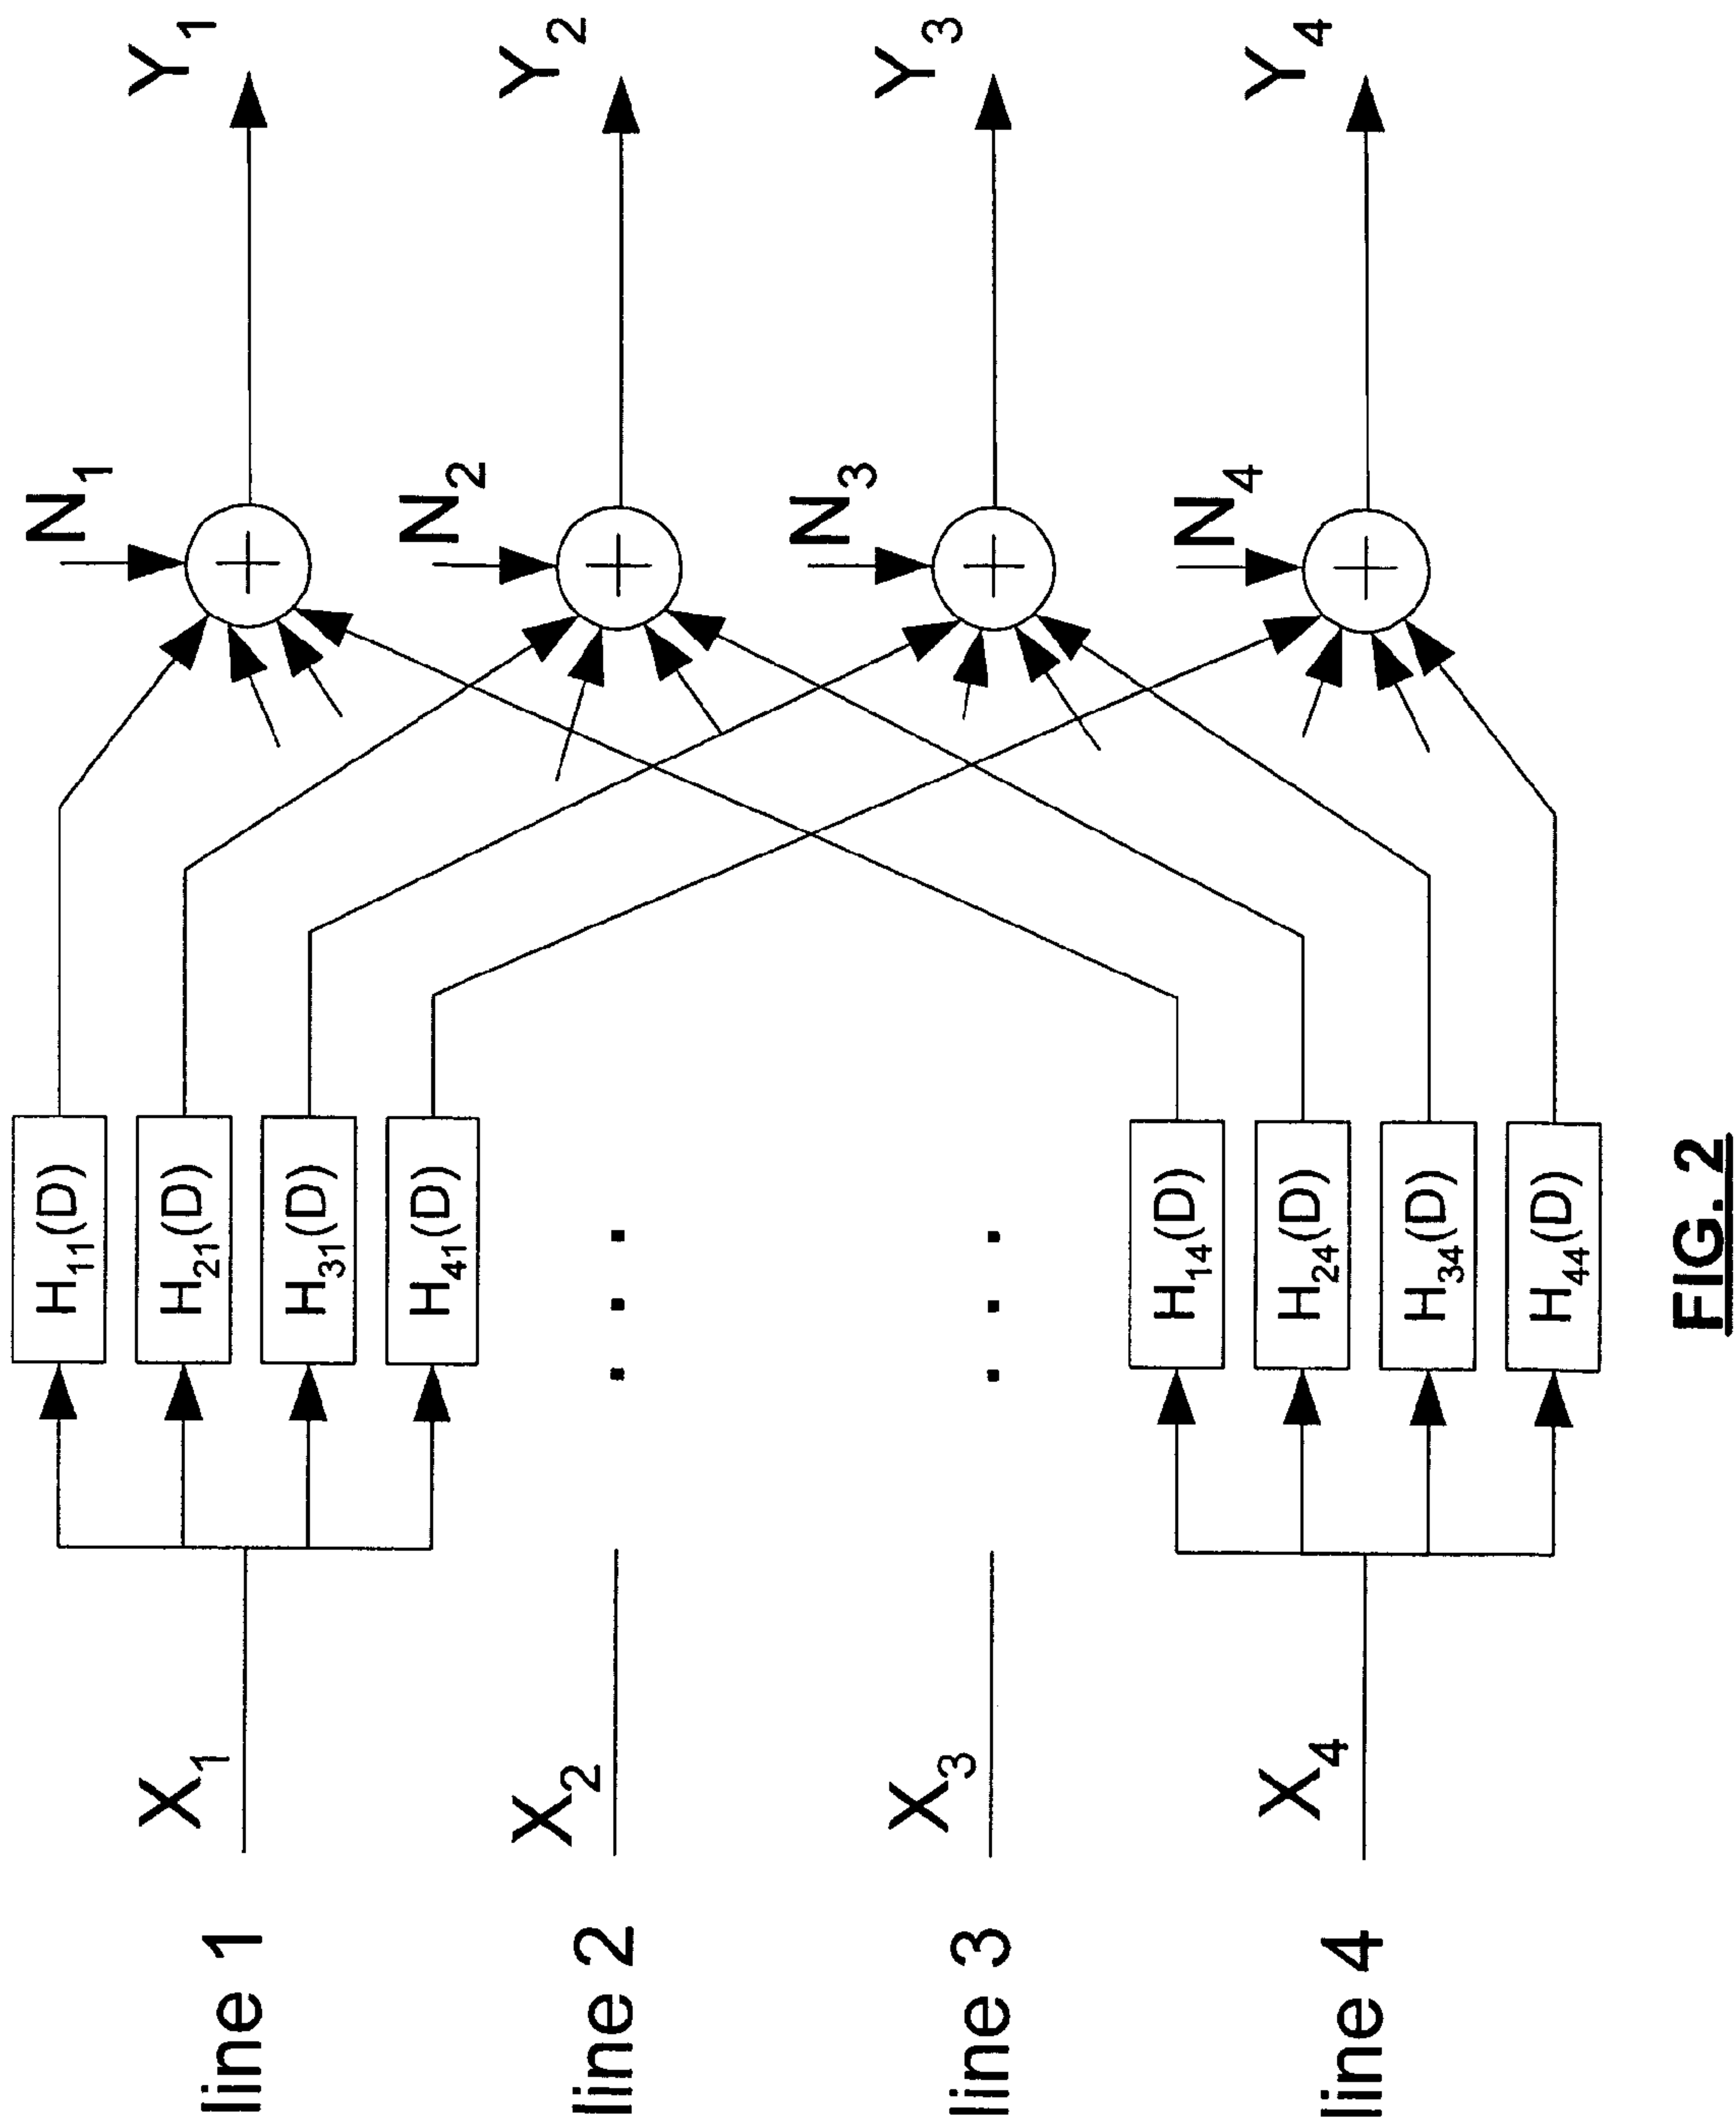 line 1
X1
H11(D)
H21(D)
H31(D)
H41(D)
N1
Y1
line 2
X2
N2
Y2
line 3
X3
N3
Y3
line 4
X4
H14(D)
H24(D)
H34(D)
H44(D)
N4
Y4
FIG. 2